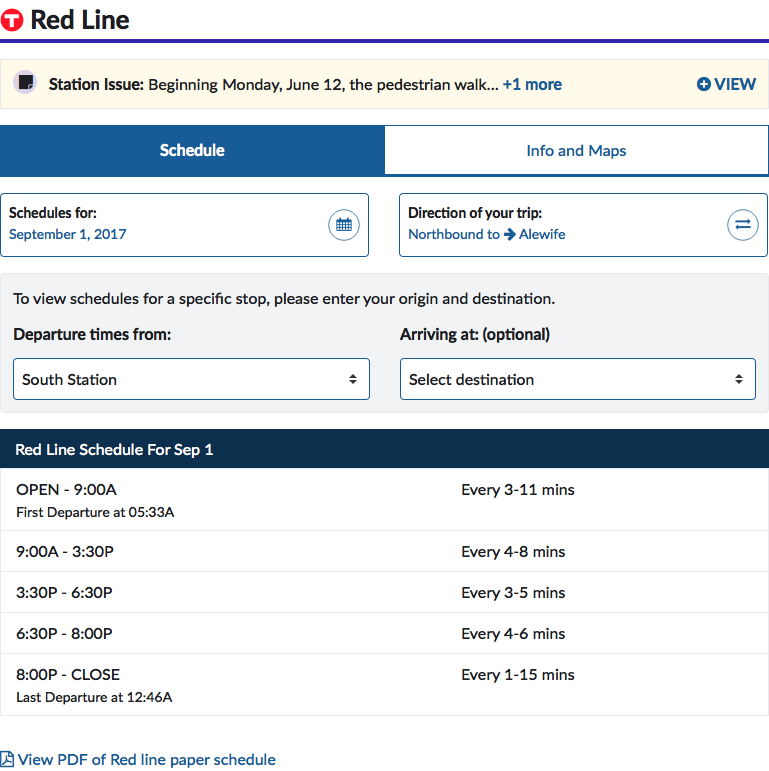 T Red Line
Station Issue: Beginning Monday, June 12, the pedestrian walk... +1 more VIEW
Schedule Info and Maps
Schedules for:
September 1, 2017
Direction of your trip:
Northbound to Alewife
To view schedules for a specific stop, please enter your origin and destination.
Departure times from: Arriving at: (optional)
South Station Select destination
Red Line Schedule For Sep 1
OPEN - 9:00A Every 3-11 mins
First Departure at 05:33A
9:00A - 3:30P Every 4-8 mins
3:30P - 6:30P Every 3-5 mins
6:30P - 8:00P Every 4-6 mins
8:00P - CLOSE Every 1-15 mins
Last Departure at 12:46A
View PDF of Red line paper schedule